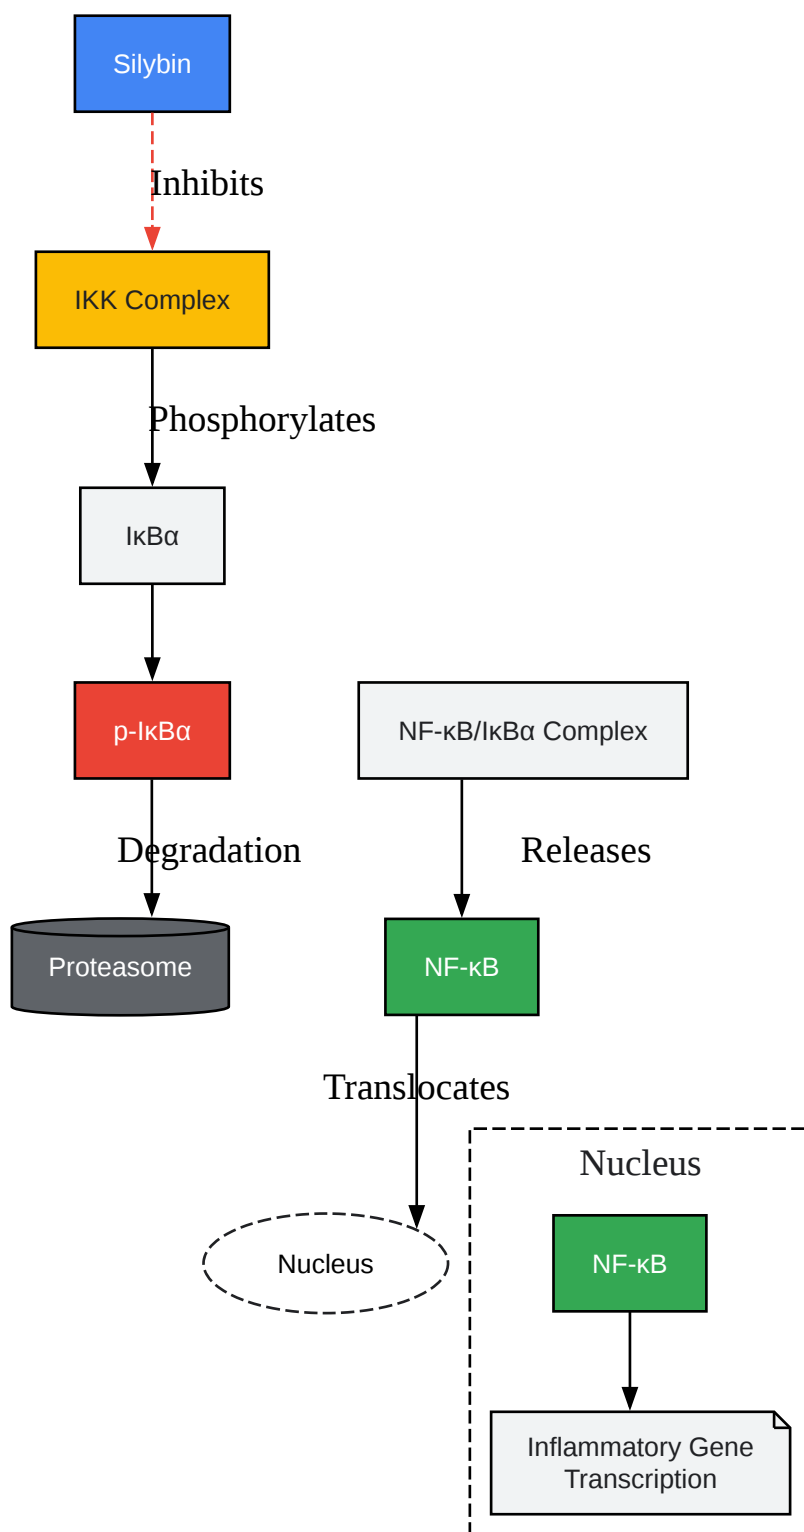 Silybin
Inhibits
IKK Complex
Phosphorylates
IκBα
p-IκBα
NF-κB/IκBα Complex
Degradation
Releases
Proteasome
NF-κB
Translocates
Nucleus
Nucleus
NF-κB
Inflammatory Gene
Transcription